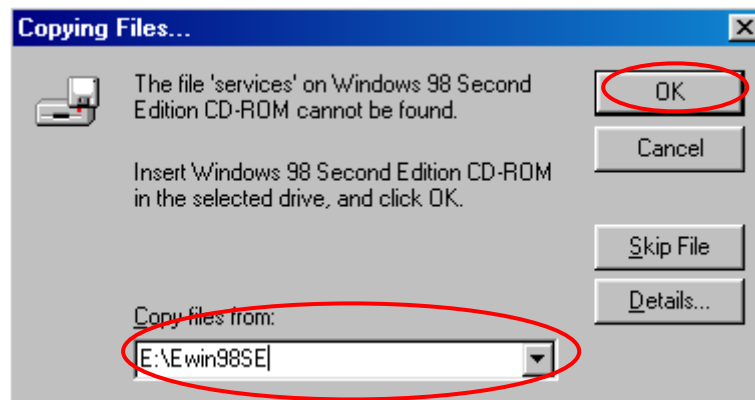 Copying Files...
The file 'services' on Windows 98 Second
Edition CD-ROM cannot be found.
Insert Windows 98 Second Edition CD-ROM
in the selected drive, and click OK.
Copy files from:
E:\Ewin98SE
OK
Cancel
Skip File
Details...